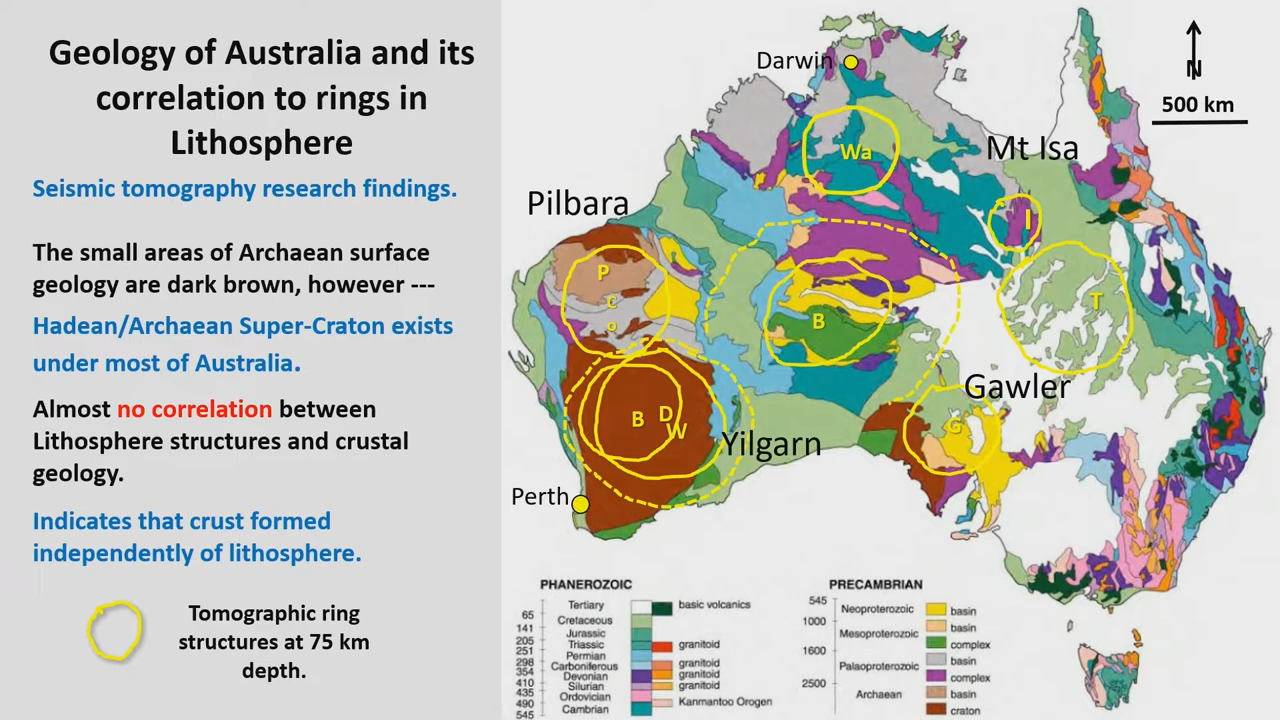 Geology of Australia and its
correlation to rings in
Lithosphere
Seismic tomography research findings.
The small areas of Archaean surface
geology are dark brown, however ---
Hadean/Archaean Super-Craton exists
under most of Australia.
Almost no correlation between
Lithosphere structures and crustal
geology.
Indicates that crust formed
independently of lithosphere.
Tomographic ring
structures at 75 km
depth.
Darwin
N
500 km
Wa
Mt Isa
I
Pilbara
P
C
o
T
B
Gawler
G
B
D
W
Yilgarn
Perth
PHANEROZOIC
Tertiary
basic volcanics
65
Cretaceous
141
Jurassic
205
Triassic
granitoid
251
Permian
298
Carboniferous
granitoid
354
Devonian
granitoid
410
Silurian
granitoid
435
Ordovician
490
Kanmantoo Orogen
Cambrian
545
PRECAMBRIAN
545
Neoproterozoic
basin
1000
Mesoproterozoic
basin
complex
1600
Palaoproterozoic
basin
complex
2500
Archaean
basin
craton